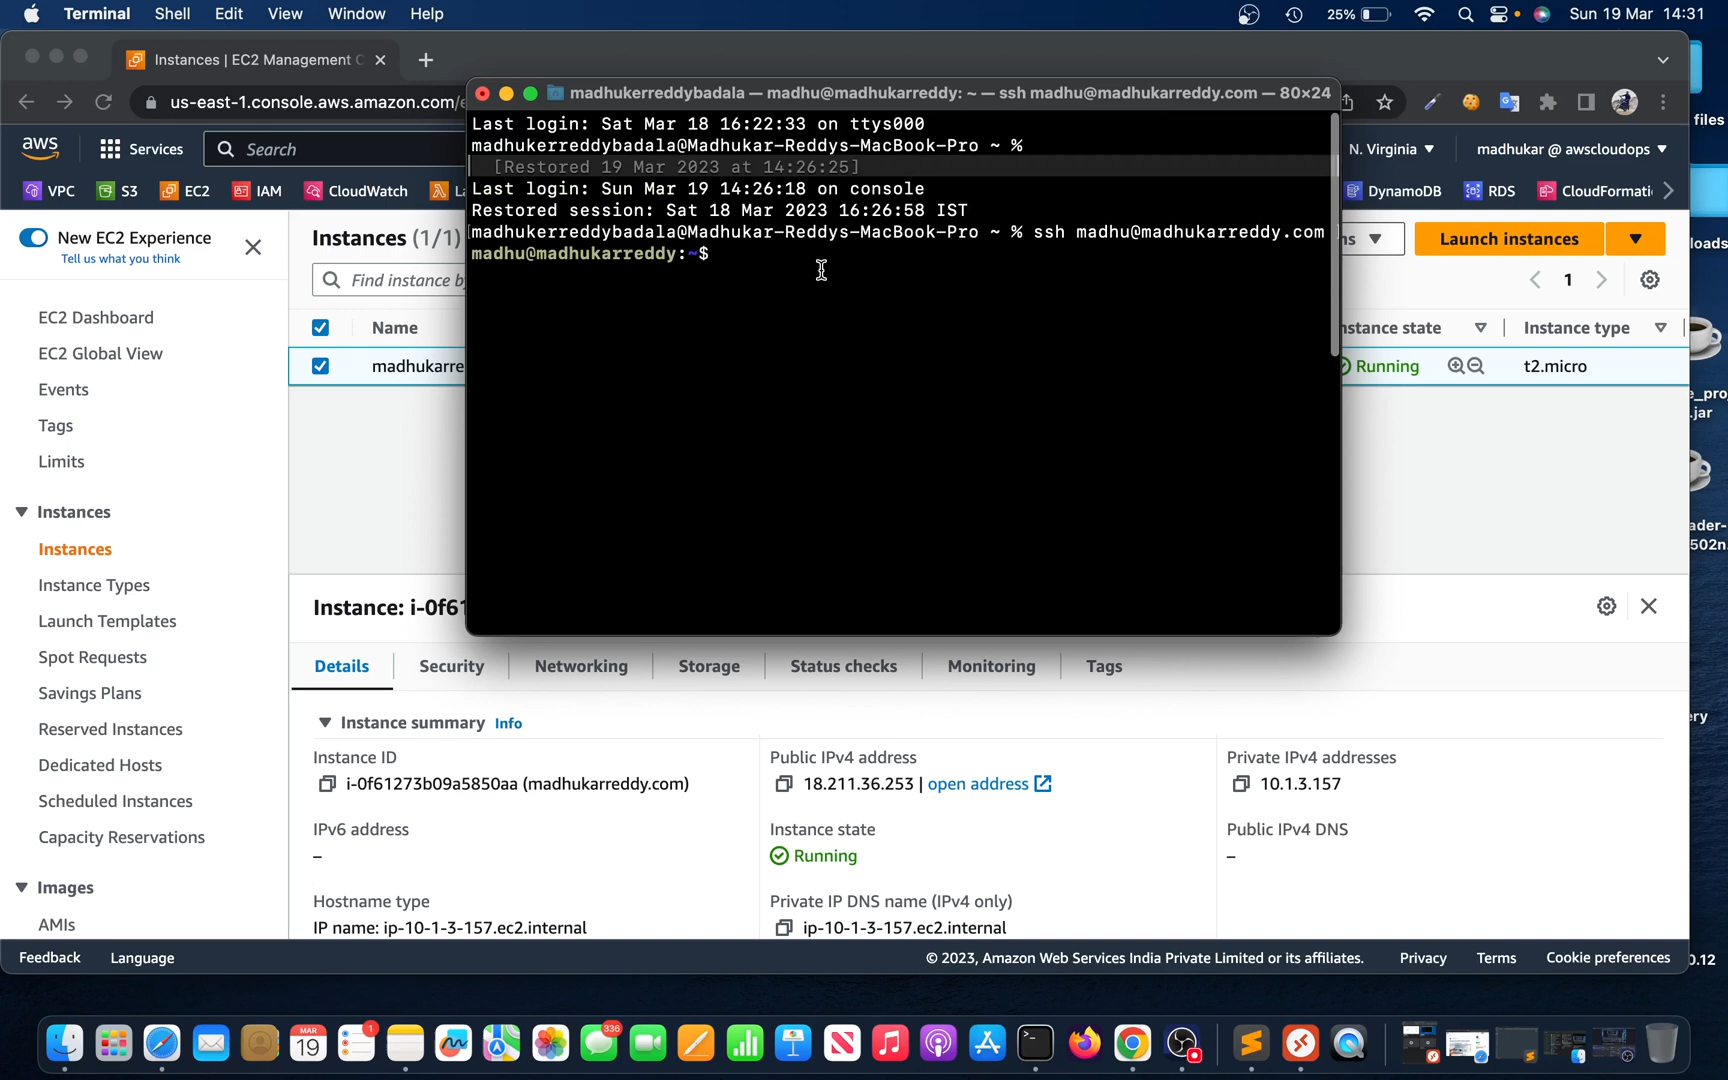 Terminal Shell Edit View Window Help 25% Sun 19 Mar 14:31
Instances | EC2 Management C
us-east-1.console.aws.amazon.com/e
aws Services Search N. Virginia madhukar @ awscloudops
VPC S3 EC2 IAM CloudWatch La DynamoDB RDS CloudFormati
madhukerreddybadala — madhu@madhukarreddy: ~ — ssh madhu@madhukarreddy.com — 80×24
Last login: Sat Mar 18 16:22:33 on ttys000
madhukerreddybadala@Madhukar-Reddys-MacBook-Pro ~ %
[Restored 19 Mar 2023 at 14:26:25]
Last login: Sun Mar 19 14:26:18 on console
Restored session: Sat 18 Mar 2023 16:26:58 IST
madhukerreddybadala@Madhukar-Reddys-MacBook-Pro ~ % ssh madhu@madhukarreddy.com
madhu@madhukarreddy:~$
New EC2 Experience
Tell us what you think
EC2 Dashboard
EC2 Global View
Events
Tags
Limits
Instances
Instances
Instance Types
Launch Templates
Spot Requests
Savings Plans
Reserved Instances
Dedicated Hosts
Scheduled Instances
Capacity Reservations
Images
AMIs
Instances (1/1)
ns Launch instances
Find instance by
1
Name nstance state Instance type
madhukarre Running t2.micro
Instance: i-0f61
Details Security Networking Storage Status checks Monitoring Tags
Instance summary Info
Instance ID
i-0f61273b09a5850aa (madhukarreddy.com)
Public IPv4 address
18.211.36.253 | open address
Private IPv4 addresses
10.1.3.157
IPv6 address
–
Instance state
Running
Public IPv4 DNS
–
Hostname type
IP name: ip-10-1-3-157.ec2.internal
Private IP DNS name (IPv4 only)
ip-10-1-3-157.ec2.internal
Feedback Language © 2023, Amazon Web Services India Private Limited or its affiliates. Privacy Terms Cookie preferences
files
loads
e_pro
.jar
ader-
502n
ery
0.12
MAR
19
1
336